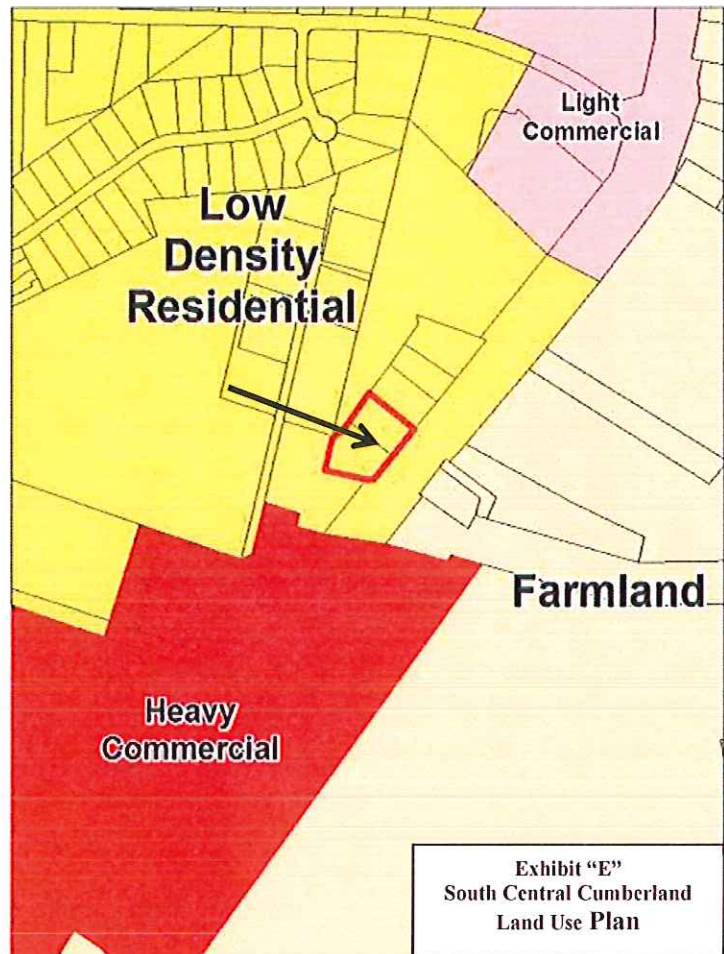 Light
Commercial
Low
Density
Residential
Farmland
Heavy
Commercial
Exhibit “E”
South Central Cumberland
Land Use Plan